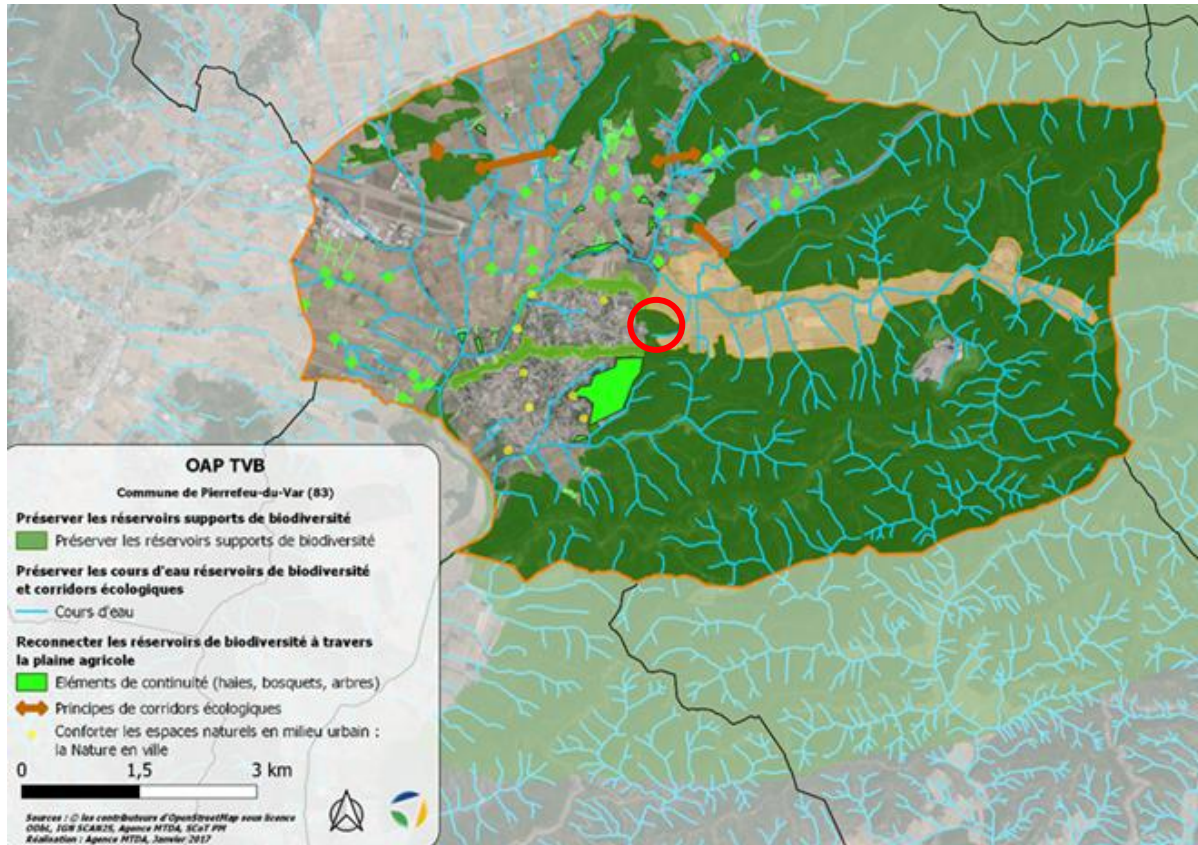 OAP TVB
Commune de Pierrefeu-du-Var (83)
Préserver les réservoirs supports de biodiversité
Préserver les réservoirs supports de biodiversité
Préserver les cours d'eau réservoirs de biodiversité
et corridors écologiques
Cours d'eau
Reconnecter les réservoirs de biodiversité à travers
la plaine agricole
Eléments de continuité (haies, bosquets, arbres)
Principes de corridors écologiques
Conforter les espaces naturels en milieu urbain :
la Nature en ville
0 1,5 3 km
Sources : © les contributeurs d'OpenStreetMap sous licence
ODbL, IGN SCAN25, Agence MTDA, SCoT PM
Réalisation : Agence MTDA, Janvier 2017